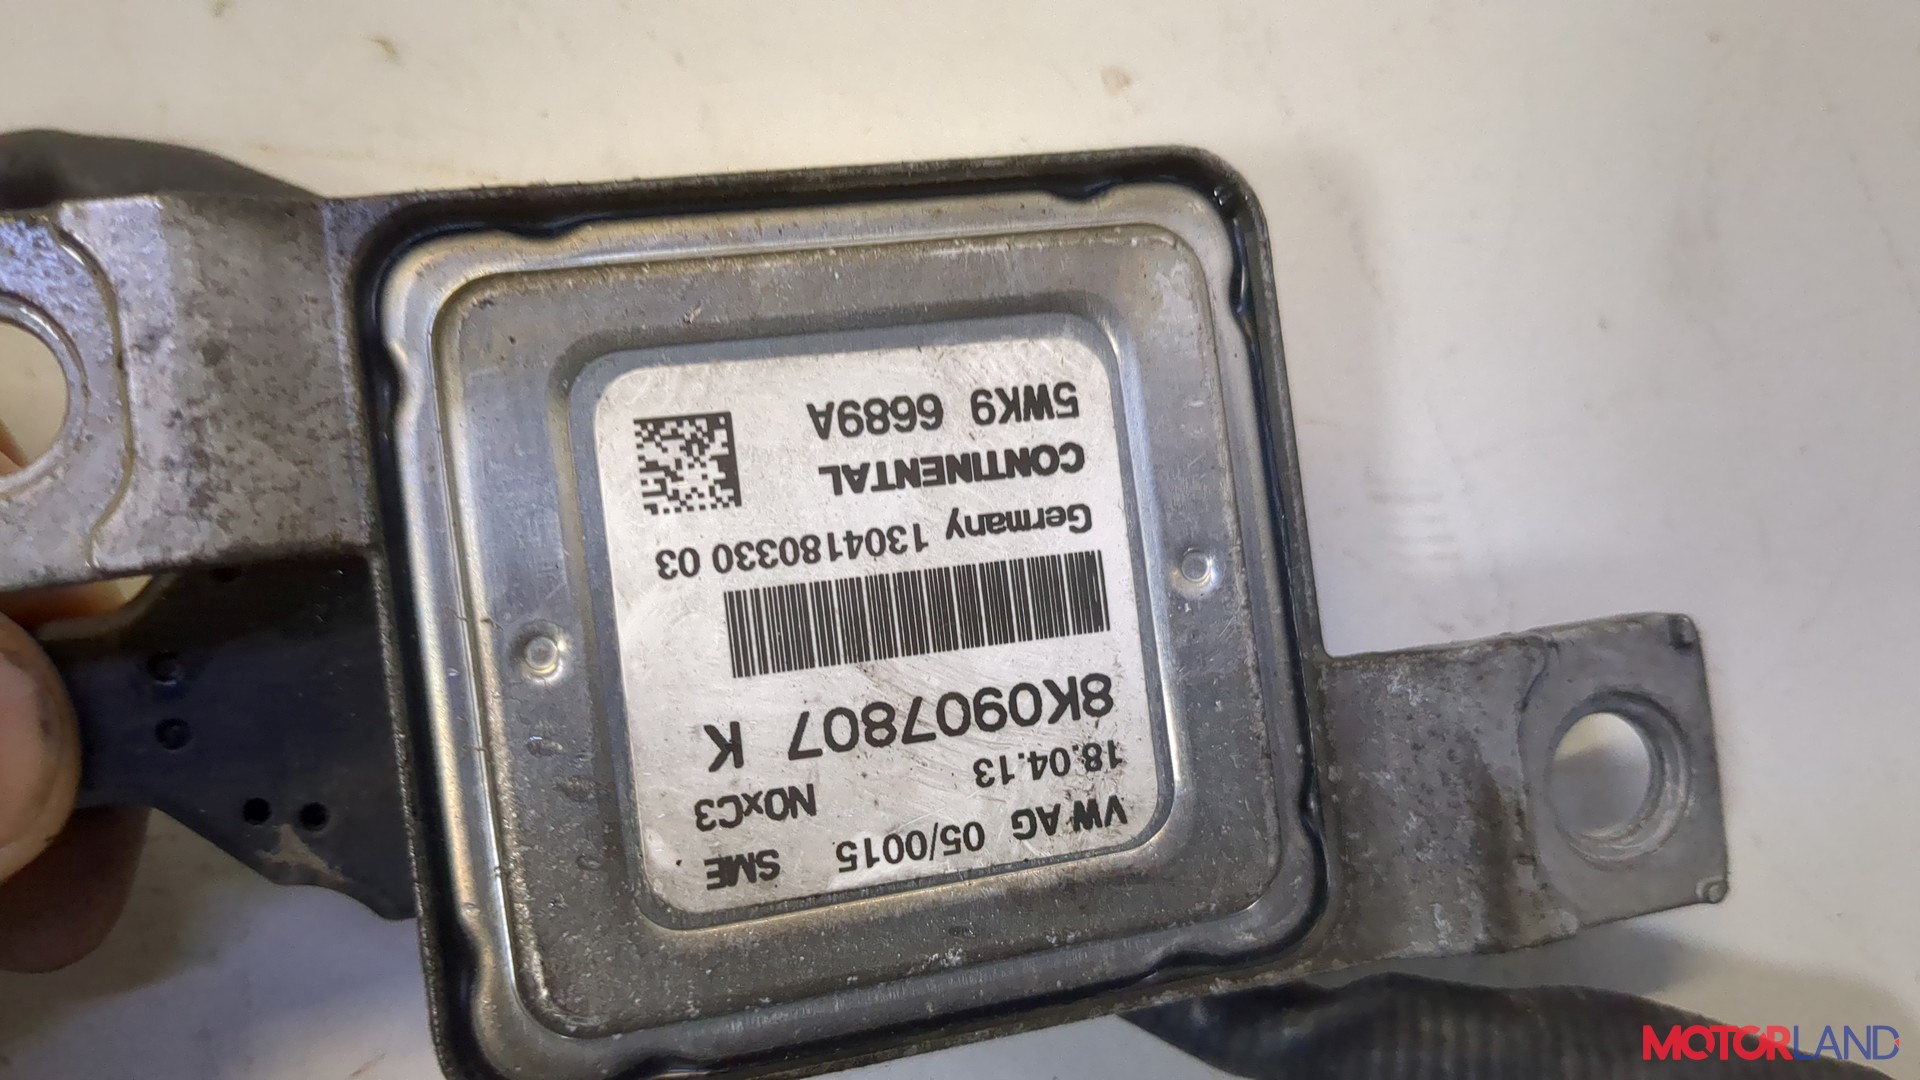 VW AG 05/0015 SME
18.04.13 NOxC3
8K0907807 K
Germany 1304180330 03
CONTINENTAL
5WK9 6689A
MOTORLAND